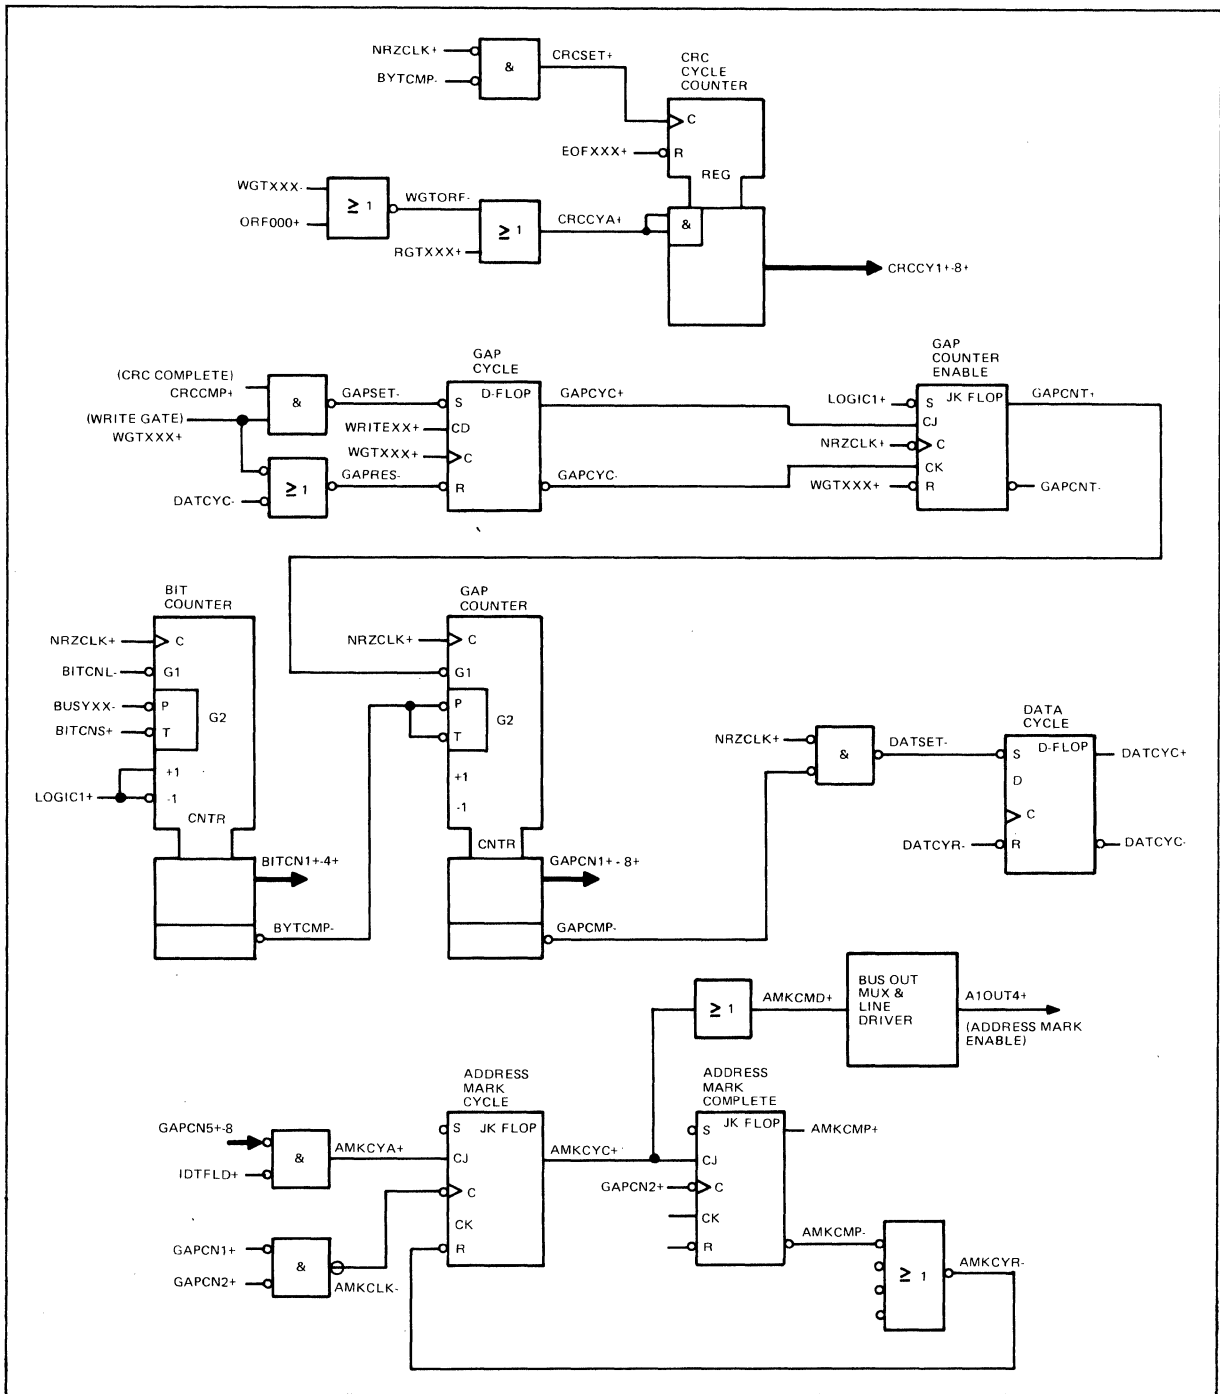 NRZCLK+
BYTCMP-
&
CRCSET+
CRC
CYCLE
COUNTER
C
EOFXXX+
R
REG
WGTXXX-
ORF000+
≥ 1
WGTORF-
RGTXXX+
≥ 1
CRCCYA+
&
CRCCY1+-8+
(CRC COMPLETE)
CRCCMP+
(WRITE GATE)
WGTXXX+
&
GAPSET-
DATCYC-
≥ 1
GAPRES-
GAP
CYCLE
D-FLOP
S
WRITEXX+
CD
WGTXXX+
C
R
GAPCYC+
GAPCYC-
GAP
COUNTER
ENABLE
LOGIC1+
S
JK FLOP
CJ
NRZCLK+
C
CK
WGTXXX+
R
GAPCNT+
GAPCNT-
BIT
COUNTER
NRZCLK+
C
BITCNL-
G1
BUSYXX-
P
G2
BITCNS+
T
+1
LOGIC1+
-1
CNTR
BITCN1+-4+
BYTCMP-
GAP
COUNTER
NRZCLK+
C
G1
P
G2
T
+1
-1
CNTR
GAPCN1+-8+
GAPCMP-
NRZCLK+
&
DATSET-
DATA
CYCLE
D-FLOP
S
D
C
DATCYR-
R
DATCYC+
DATCYC-
≥ 1
AMKCMD+
BUS OUT
MUX &
LINE
DRIVER
A1OUT4+
(ADDRESS MARK
ENABLE)
GAPCN5+-8
IDTFLD+
&
AMKCYA+
GAPCN1+
GAPCN2+
&
AMKCLK-
ADDRESS
MARK
CYCLE
S
JK FLOP
CJ
C
CK
R
AMKCYC+
ADDRESS
MARK
COMPLETE
S
JK FLOP
CJ
GAPCN2+
C
CK
R
AMKCMP+
AMKCMP-
≥ 1
AMKCYR-